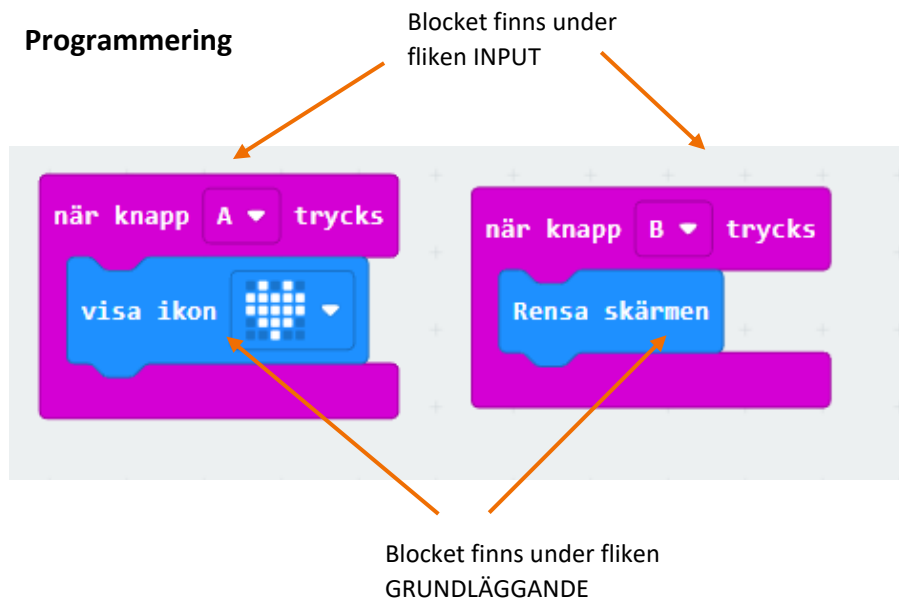 Programmering
Blocket finns under
fliken INPUT
när knapp A trycks
visa ikon
när knapp B trycks
Rensa skärmen
Blocket finns under fliken
GRUNDLÄGGANDE